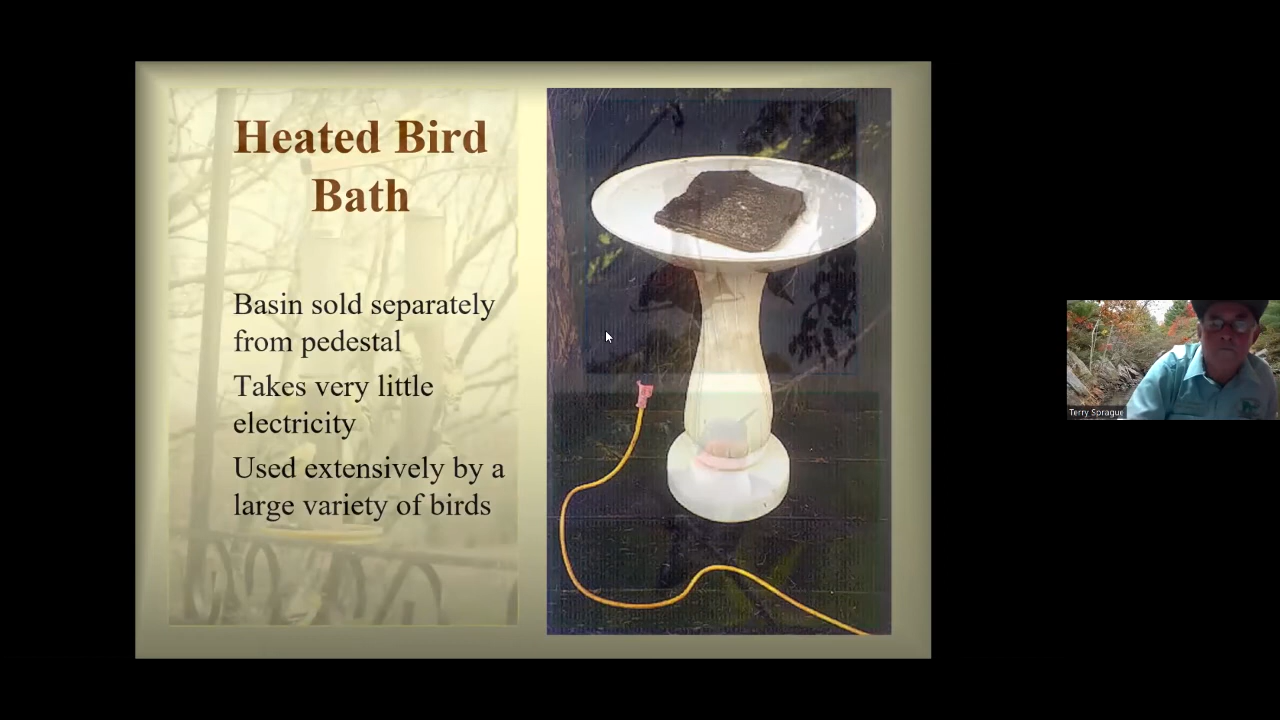 Heated Bird
Bath
Basin sold separately
from pedestal
Takes very little
electricity
Used extensively by a
large variety of birds
Terry Sprague